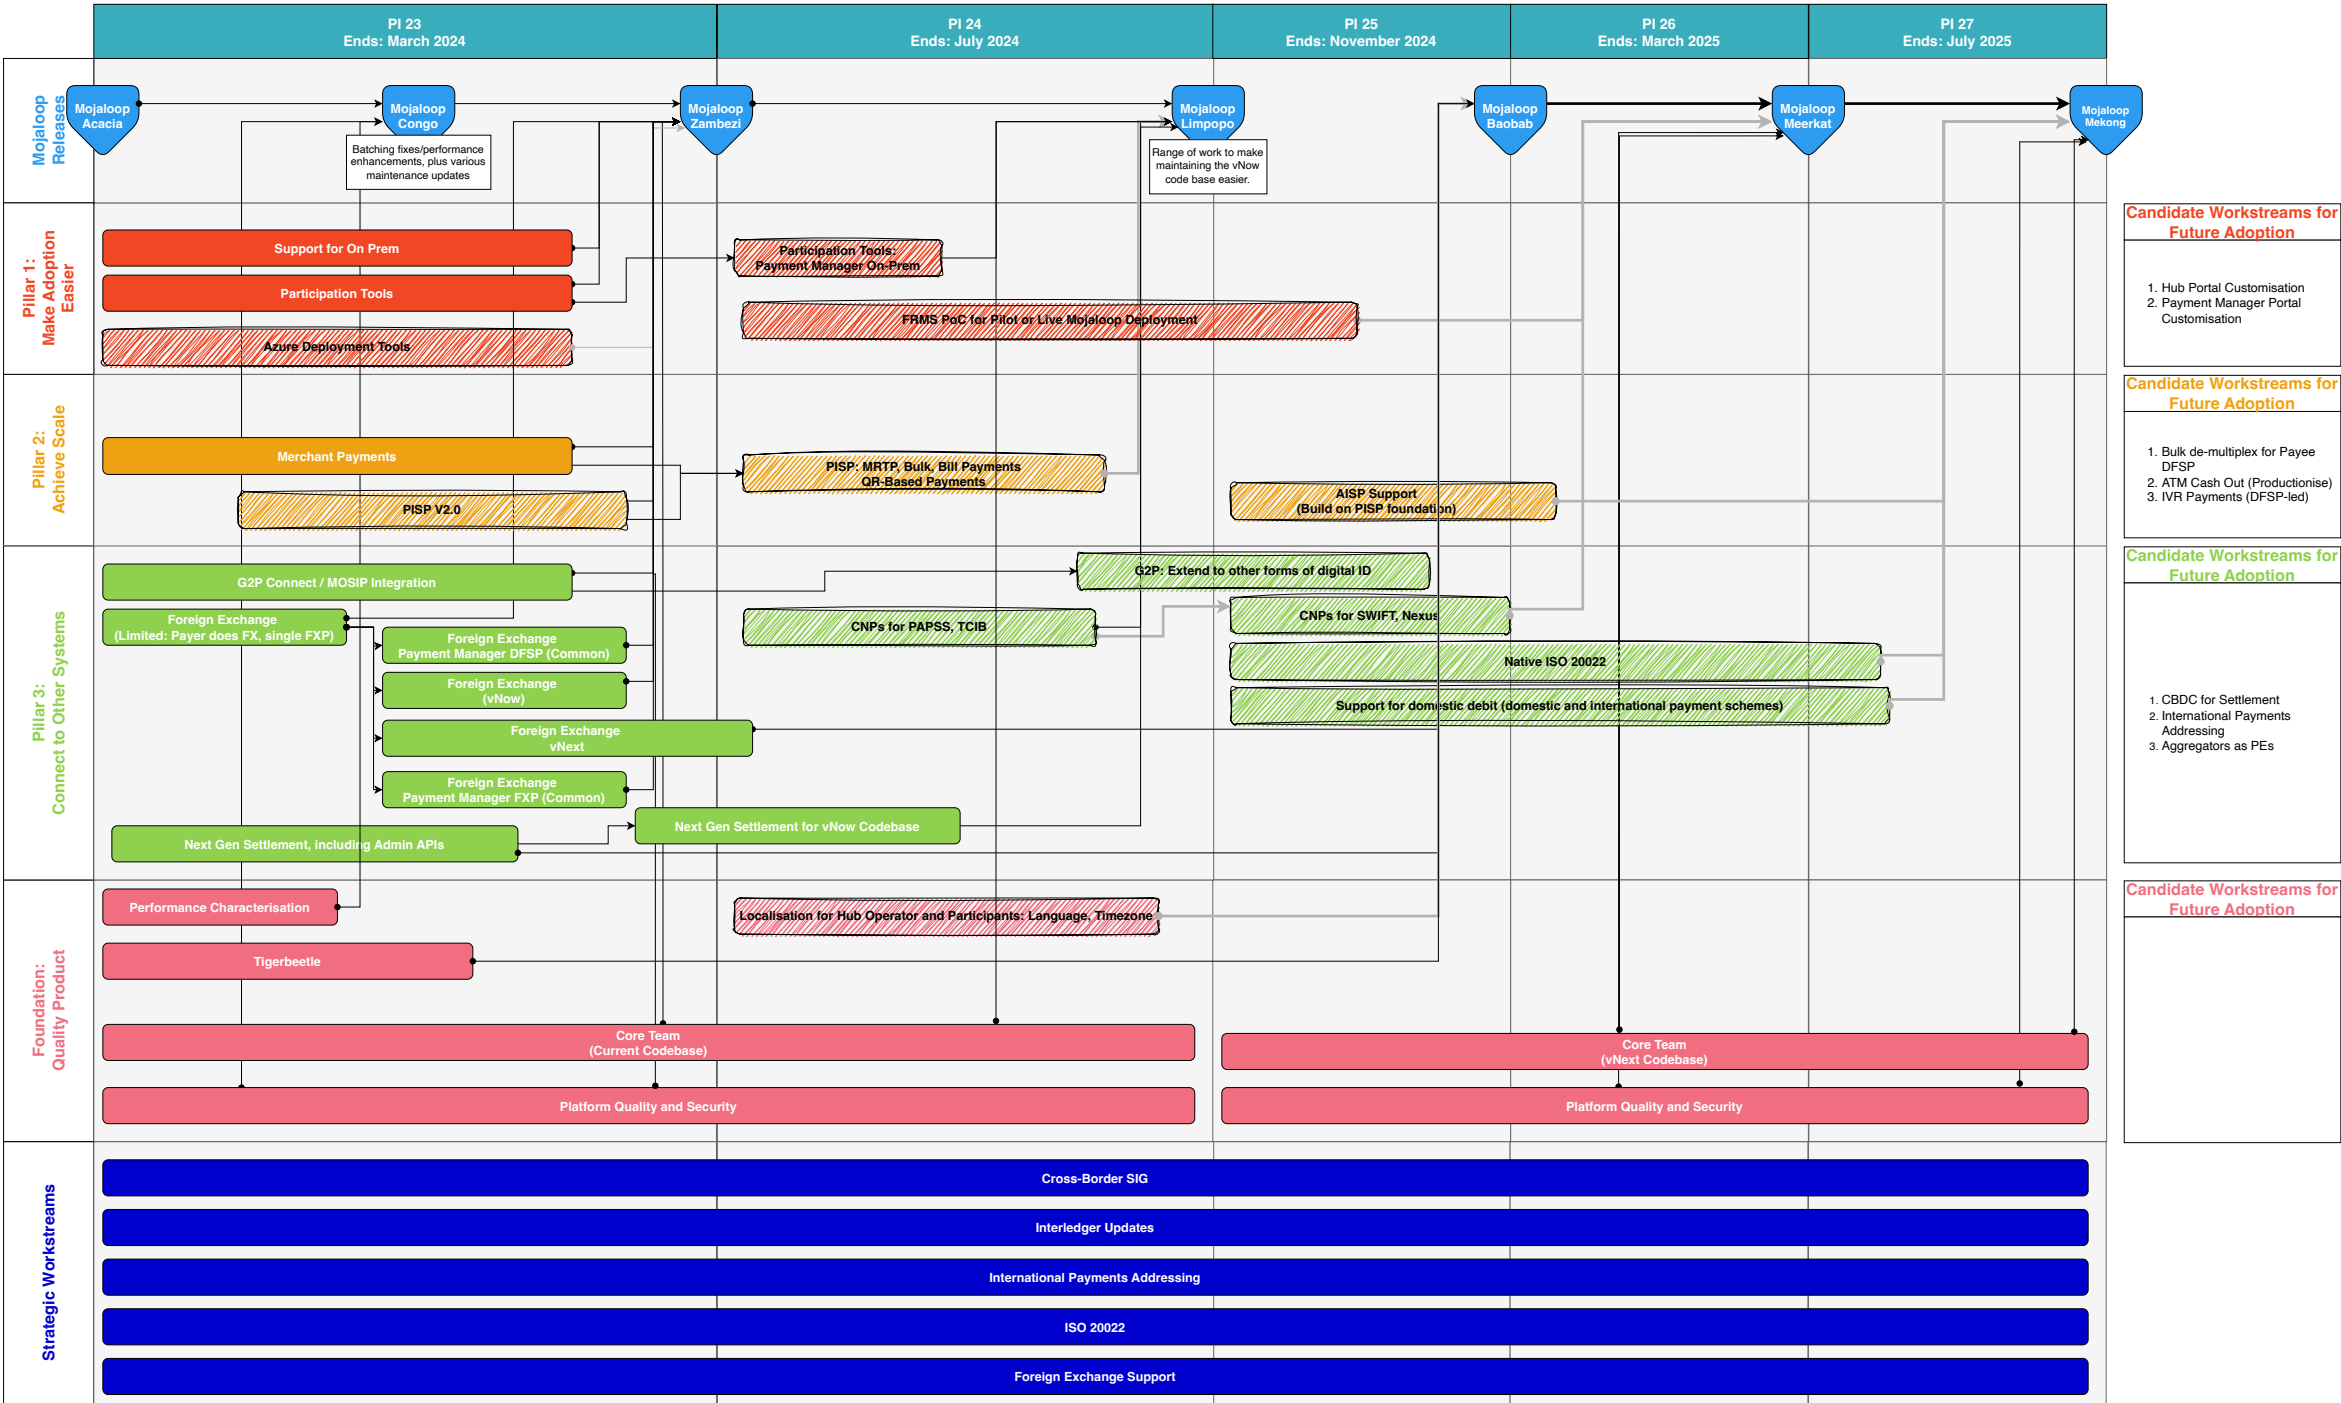 PI 23
Ends: March 2024
PI 24
Ends: July 2024
PI 25
Ends: November 2024
PI 26
Ends: March 2025
PI 27
Ends: July 2025
Mojaloop
Releases
Mojaloop
Acacia
Mojaloop
Congo
Mojaloop
Zambezi
Mojaloop
Limpopo
Mojaloop
Baobab
Mojaloop
Meerkat
Mojaloop
Mekong
Batching fixes/performance
enhancements, plus various
maintenance updates
Range of work to make
maintaining the vNow
code base easier.
Pillar 1:
Make Adoption
Easier
Support for On Prem
Participation Tools
Azure Deployment Tools
Participation Tools:
Payment Manager On-Prem
FRMS PoC for Pilot or Live Mojaloop Deployment
Candidate Workstreams for
Future Adoption
1. Hub Portal Customisation
2. Payment Manager Portal
Customisation
Pillar 2:
Achieve Scale
Merchant Payments
PISP V2.0
PISP: MRTP, Bulk, Bill Payments
QR-Based Payments
AISP Support
(Build on PISP foundation)
Candidate Workstreams for
Future Adoption
1. Bulk de-multiplex for Payee
DFSP
2. ATM Cash Out (Productionise)
3. IVR Payments (DFSP-led)
Pillar 3:
Connect to Other Systems
G2P Connect / MOSIP Integration
Foreign Exchange
(Limited: Payer does FX, single FXP)
Foreign Exchange
Payment Manager DFSP (Common)
Foreign Exchange
(vNow)
Foreign Exchange
vNext
Foreign Exchange
Payment Manager FXP (Common)
Next Gen Settlement, including Admin APIs
Next Gen Settlement for vNow Codebase
G2P: Extend to other forms of digital ID
CNPs for PAPSS, TCIB
CNPs for SWIFT, Nexus
Native ISO 20022
Support for domestic debit (domestic and international payment schemes)
Candidate Workstreams for
Future Adoption
1. CBDC for Settlement
2. International Payments
Addressing
3. Aggregators as PEs
Foundation:
Quality Product
Performance Characterisation
Tigerbeetle
Localisation for Hub Operator and Participants: Language, Timezone
Core Team
(Current Codebase)
Core Team
(vNext Codebase)
Platform Quality and Security
Platform Quality and Security
Candidate Workstreams for
Future Adoption
Strategic Workstreams
Cross-Border SIG
Interledger Updates
International Payments Addressing
ISO 20022
Foreign Exchange Support